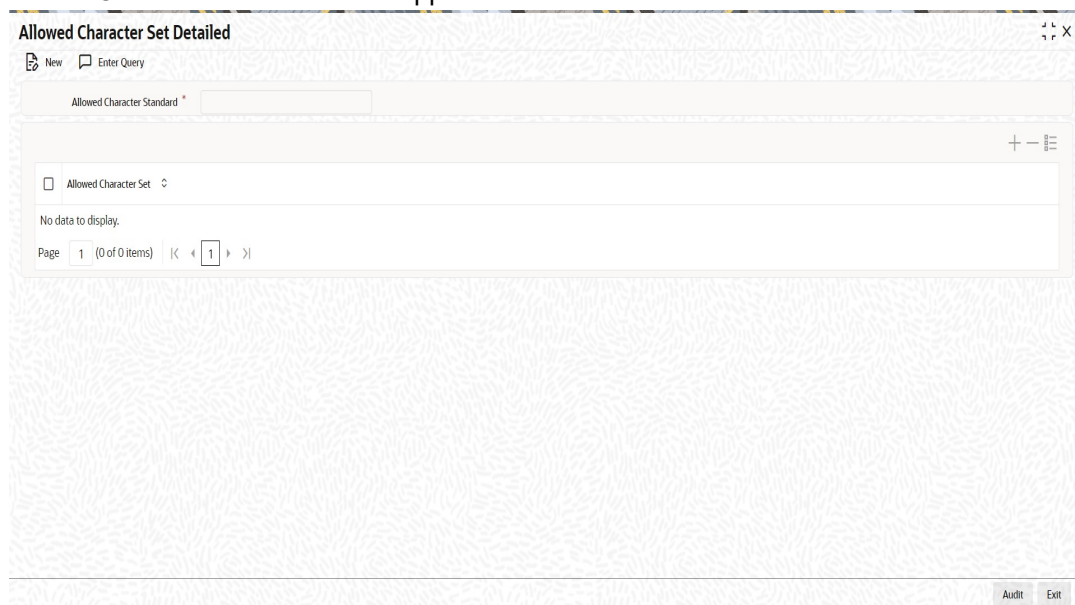 Allowed Character Set Detailed
New Enter Query
Allowed Character Standard *
Allowed Character Set
No data to display.
Page 1 (0 of 0 items) 1
Audit Exit